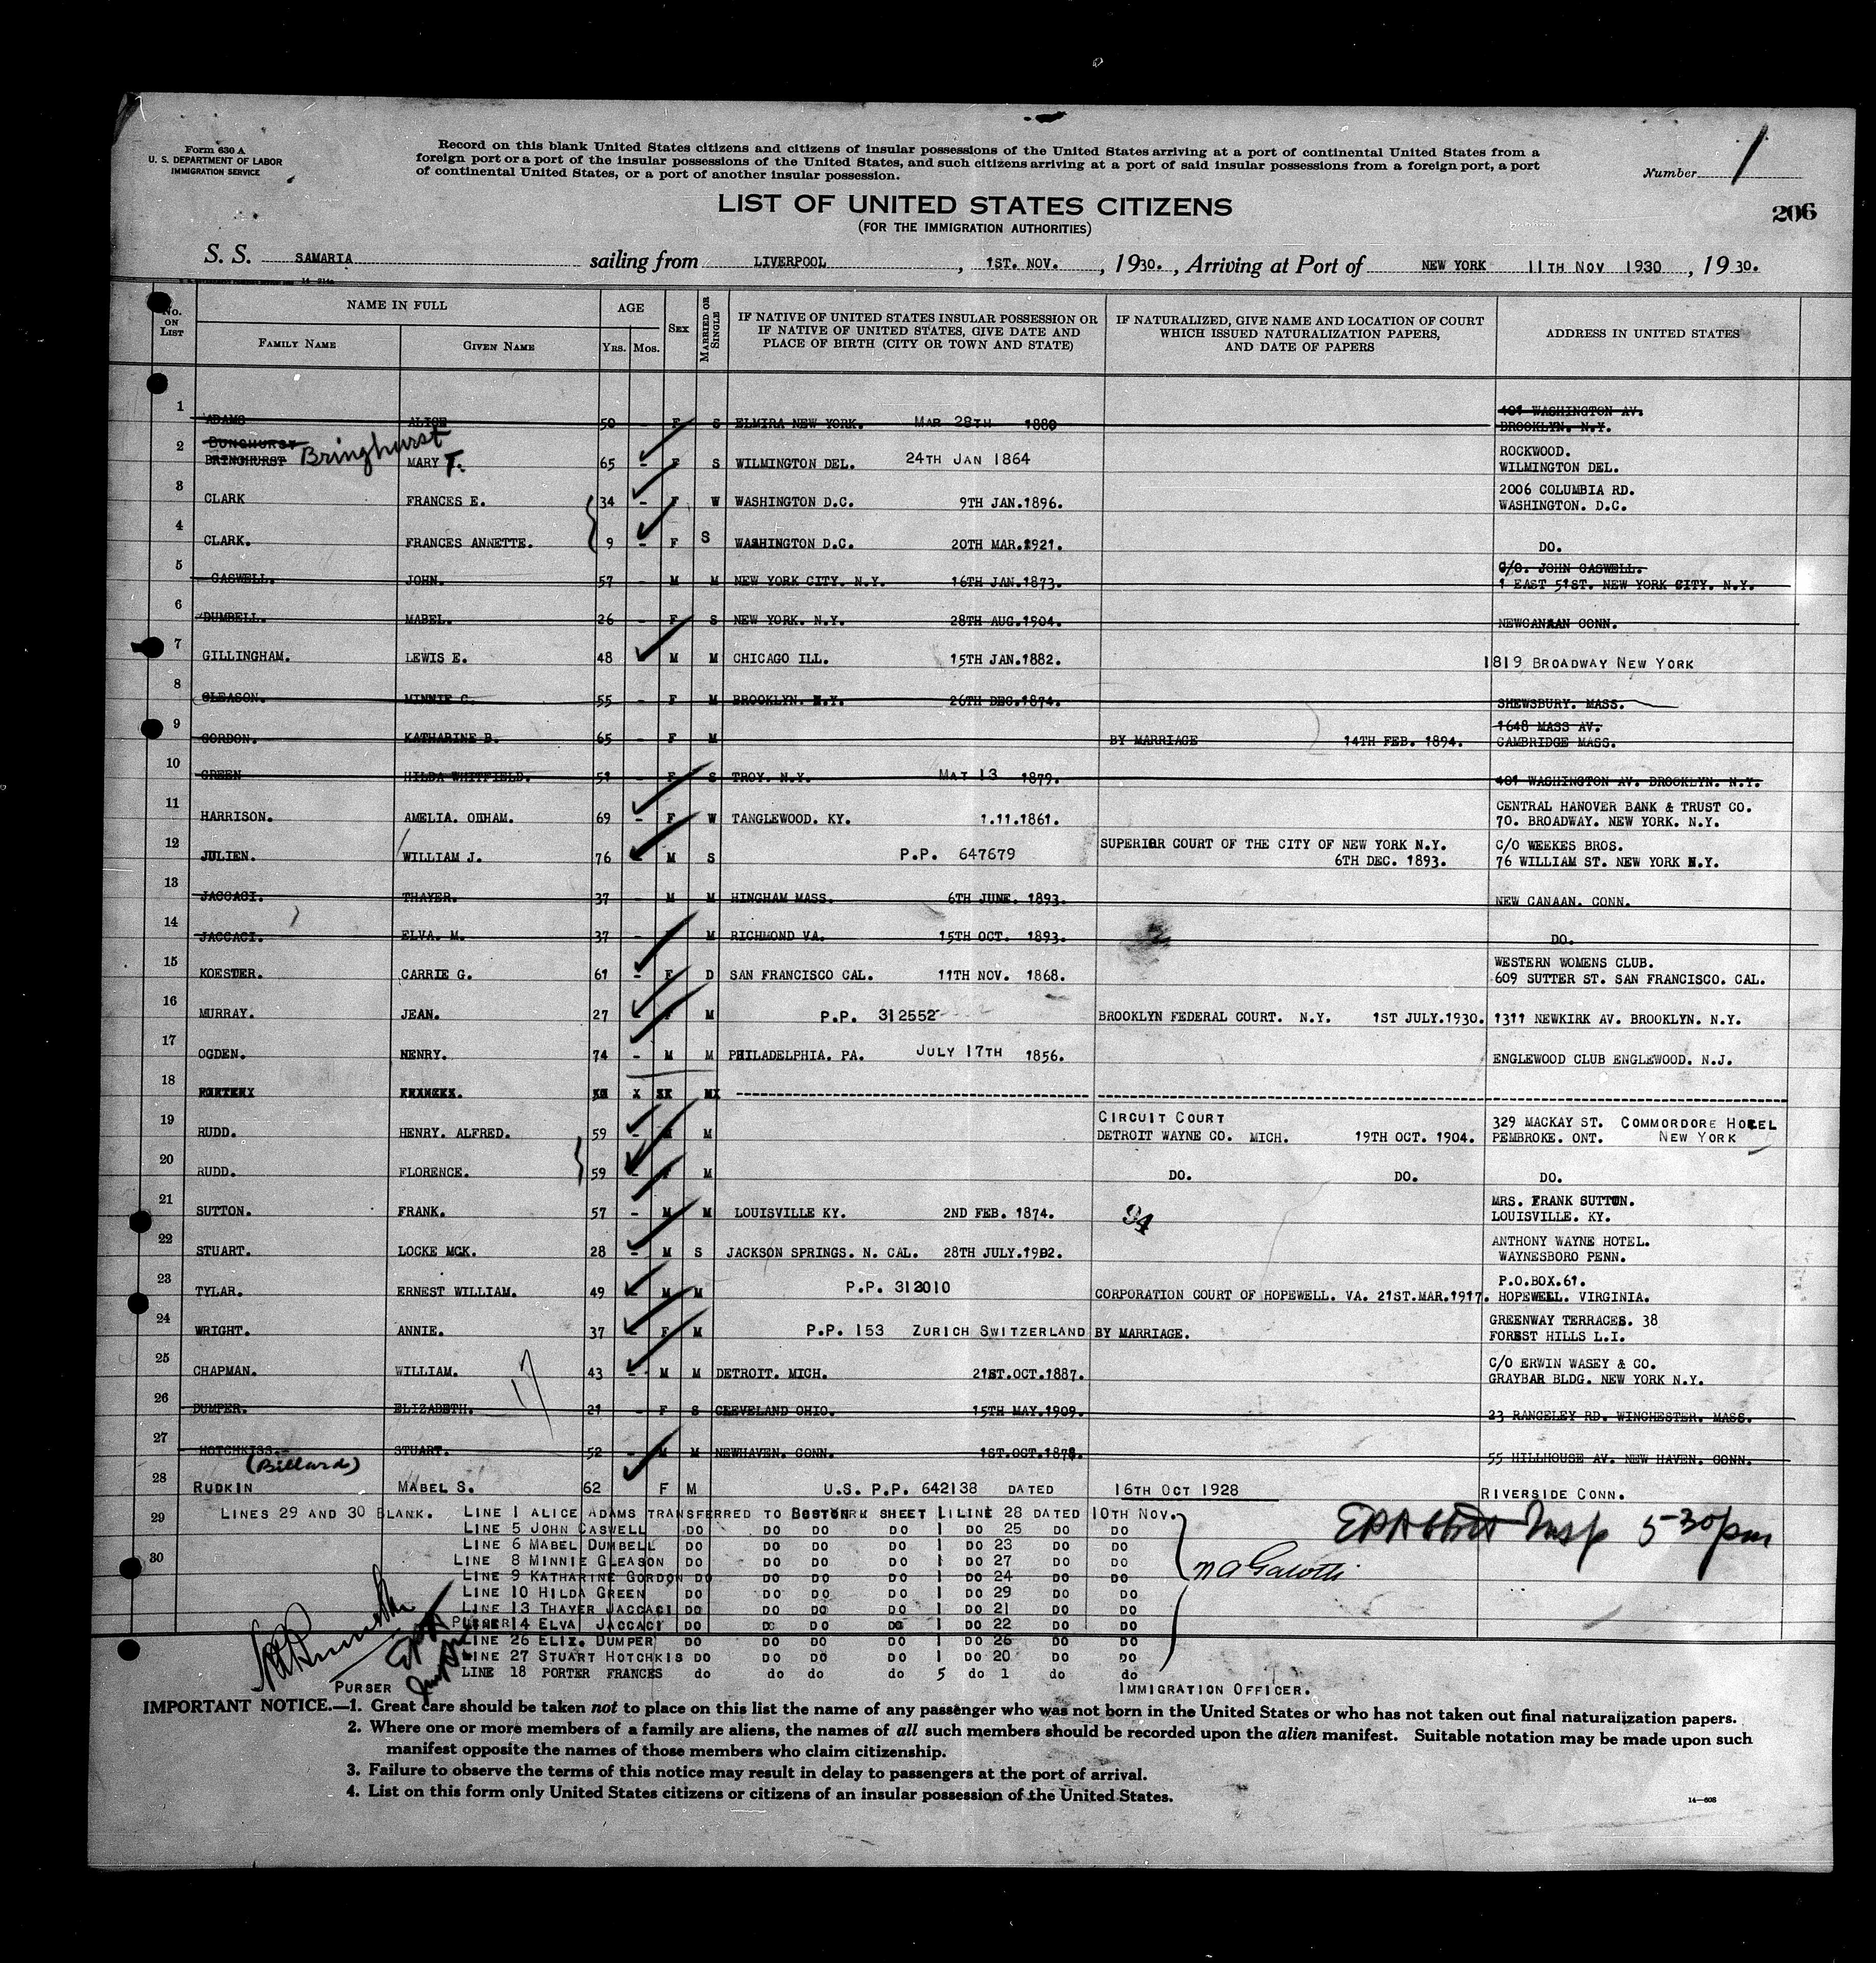 Form 630 A
U. S. DEPARTMENT OF LABOR
IMMIGRATION SERVICE
Record on this blank United States citizens and citizens of insular possessions of the United States arriving at a port of continental United States from a
foreign port or a port of the insular possessions of the United States, and such citizens arriving at a port of said insular possessions from a foreign port, a port
of continental United States, or a port of another insular possession.
Number 1
LIST OF UNITED STATES CITIZENS
206
(FOR THE IMMIGRATION AUTHORITIES)
S. S. SAMARIA sailing from LIVERPOOL, 1ST. NOV., 1930., Arriving at Port of NEW YORK 11TH NOV 1930, 1930.
No. ON LIST NAME IN FULL FAMILY NAME GIVEN NAME AGE YRS. MOS. SEX MARRIED OR SINGLE IF NATIVE OF UNITED STATES INSULAR POSSESSION OR IF NATIVE OF UNITED STATES, GIVE DATE AND PLACE OF BIRTH (CITY OR TOWN AND STATE) IF NATURALIZED, GIVE NAME AND LOCATION OF COURT WHICH ISSUED NATURALIZATION PAPERS, AND DATE OF PAPERS ADDRESS IN UNITED STATES
1 ADAMS ALICE 50 F S ELMIRA NEW YORK. MAR 28TH 1880 401 WASHINGTON AV. BROOKLYN. N.Y.
2 DUNGHURST BRINGHURST Bringhurst MARY T. 65 - F S WILMINGTON DEL. 24TH JAN 1864 ROCKWOOD. WILMINGTON DEL.
3 CLARK FRANCES E. 34 - F W WASHINGTON D.C. 9TH JAN.1896. 2006 COLUMBIA RD. WASHINGTON. D.C.
4 CLARK. FRANCES ANNETTE. 9 - F S WASHINGTON D.C. 20TH MAR.1921. DO.
5 CASWELL. JOHN. 57 - M M NEW YORK CITY. N.Y. 16TH JAN.1873. C/O. JOHN CASWELL. 1 EAST 51ST. NEW YORK CITY. N.Y.
6 DUMBELL. MABEL. 26 - F S NEW YORK. N.Y. 28TH AUG.1904. NEWCANAAN CONN.
7 GILLINGHAM. LEWIS E. 48 M M CHICAGO ILL. 15TH JAN.1882. 1819 BROADWAY NEW YORK
8 GLEASON. MINNIE C. 55 - F M BROOKLYN. N.Y. 26TH DEC.1874. SHEWSBURY. MASS.
9 GORDON. KATHARINE B. 65 - F M BY MARRIAGE 14TH FEB. 1894. 1648 MASS AV. CAMBRIDGE MASS.
10 GREEN HILDA WHITFIELD. 51 - F S TROY. N.Y. MAY 13 1879. 401 WASHINGTON AV. BROOKLYN. N.Y.
11 HARRISON. AMELIA. OLDHAM. 69 - F W TANGLEWOOD. KY. 1.11.1861. CENTRAL HANOVER BANK & TRUST CO. 70. BROADWAY. NEW YORK. N.Y.
12 JULIEN. WILLIAM J. 76 - M S P.P. 647679 SUPERIOR COURT OF THE CITY OF NEW YORK N.Y. 6TH DEC. 1893. C/O WEEKES BROS. 76 WILLIAM ST. NEW YORK N.Y.
13 JACCACI. THAYER. 37 M M HINGHAM MASS. 6TH JUNE. 1893. NEW CANAAN. CONN.
14 JACCACI. ELVA. M. 37 - M RICHMOND VA. 15TH OCT. 1893. DO.
15 KOESTER. CARRIE G. 61 - F D SAN FRANCISCO CAL. 11TH NOV. 1868. WESTERN WOMENS CLUB. 609 SUTTER ST. SAN FRANCISCO. CAL.
16 MURRAY. JEAN. 27 - F M P.P. 312552 BROOKLYN FEDERAL COURT. N.Y. 1ST JULY.1930. 1311 NEWKIRK AV. BROOKLYN. N.Y.
17 OGDEN. HENRY. 74 - M M PHILADELPHIA. PA. JULY 17TH 1856. ENGLEWOOD CLUB ENGLEWOOD. N.J.
18
19 RUDD. HENRY. ALFRED. 59 - M M CIRCUIT COURT DETROIT WAYNE CO. MICH. 19TH OCT. 1904. 329 MACKAY ST. PEMBROKE. ONT. COMMORDORE HOTEL NEW YORK
20 RUDD. FLORENCE. 59 - F M DO. DO. DO.
21 SUTTON. FRANK. 57 - M M LOUISVILLE KY. 2ND FEB. 1874. 94 MRS. FRANK SUTTON. LOUISVILLE. KY.
22 STUART. LOCKE MCK. 28 - M S JACKSON SPRINGS. N. CAL. 28TH JULY.1902. ANTHONY WAYNE HOTEL. WAYNESBORO PENN.
23 TYLAR. ERNEST WILLIAM. 49 - M M P.P. 312010 CORPORATION COURT OF HOPEWELL. VA. 21ST.MAR.1917. P.O.BOX.61. HOPEWELL. VIRGINIA.
24 WRIGHT. ANNIE. 37 - F M P.P. 153 ZURICH SWITZERLAND BY MARRIAGE. GREENWAY TERRACES. 38 FOREST HILLS L.I.
25 CHAPMAN. WILLIAM. 43 - M M DETROIT. MICH. 21ST.OCT.1887. C/O ERWIN WASEY & CO. GRAYBAR BLDG. NEW YORK N.Y.
26 DUMPER. ELIZABETH. 21 - F S CLEVELAND OHIO. 15TH MAY.1909. 23 RANGELEY RD. WINCHESTER. MASS.
27 HOTCHKISS. STUART. 52 - M M NEWHAVEN. CONN. 1ST.OCT.1878. 55 HILLHOUSE AV. NEW HAVEN. CONN.
(Billard)
28 RUDKIN MABEL S. 62 F M U.S. P.P. 642138 DATED 16TH OCT 1928 RIVERSIDE CONN.
29 LINES 29 AND 30 BLANK. LINE 1 ALICE ADAMS TRANSFERRED TO SHEET 1 LINE 28 DATED 10TH NOV.
LINE 5 JOHN CASWELL DO DO DO DO 1 DO 25 DO DO
LINE 6 MABEL DUMBELL DO DO DO DO 1 DO 23 DO DO
30 LINE 8 MINNIE GLEASON DO DO DO DO 1 DO 27 DO DO
LINE 9 KATHARINE GORDON DO DO DO DO 1 DO 24 DO DO
LINE 10 HILDA GREEN DO DO DO DO 1 DO 29 DO DO
LINE 13 THAYER JACCACI DO DO DO DO 1 DO 21 DO DO
PURSER LINE 14 ELVA JACCACI DO DO DO DO 1 DO 22 DO DO
LINE 26 ELIZ. DUMPER DO DO DO DO 1 DO 26 DO DO
LINE 27 STUART HOTCHKIS DO DO DO DO 1 DO 20 DO DO
LINE 18 PORTER FRANCES do do do do 5 do 1 do do
Insp 5-30pm
PURSER IMMIGRATION OFFICER.
IMPORTANT NOTICE.—1. Great care should be taken not to place on this list the name of any passenger who was not born in the United States or who has not taken out final naturalization papers.
2. Where one or more members of a family are aliens, the names of all such members should be recorded upon the alien manifest. Suitable notation may be made upon such
manifest opposite the names of those members who claim citizenship.
3. Failure to observe the terms of this notice may result in delay to passengers at the port of arrival.
4. List on this form only United States citizens or citizens of an insular possession of the United States.
14—608